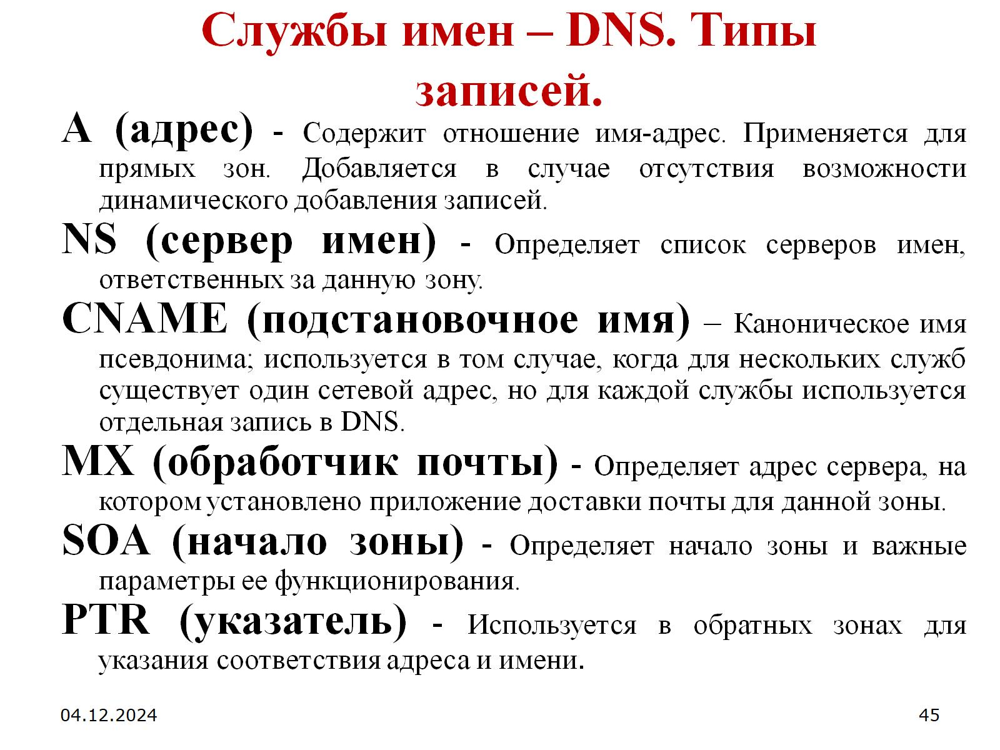 Службы имен – DNS. Типы
записей.
А (адрес) - Содержит отношение имя-адрес. Применяется для
прямых зон. Добавляется в случае отсутствия возможности
динамического добавления записей.
NS (сервер имен) - Определяет список серверов имен,
ответственных за данную зону.
CNAME (подстановочное имя) – Каноническое имя
псевдонима; используется в том случае, когда для нескольких служб
существует один сетевой адрес, но для каждой службы используется
отдельная запись в DNS.
MX (обработчик почты) - Определяет адрес сервера, на
котором установлено приложение доставки почты для данной зоны.
SOA (начало зоны) - Определяет начало зоны и важные
параметры ее функционирования.
PTR (указатель) - Используется в обратных зонах для
указания соответствия адреса и имени.
04.12.2024
45